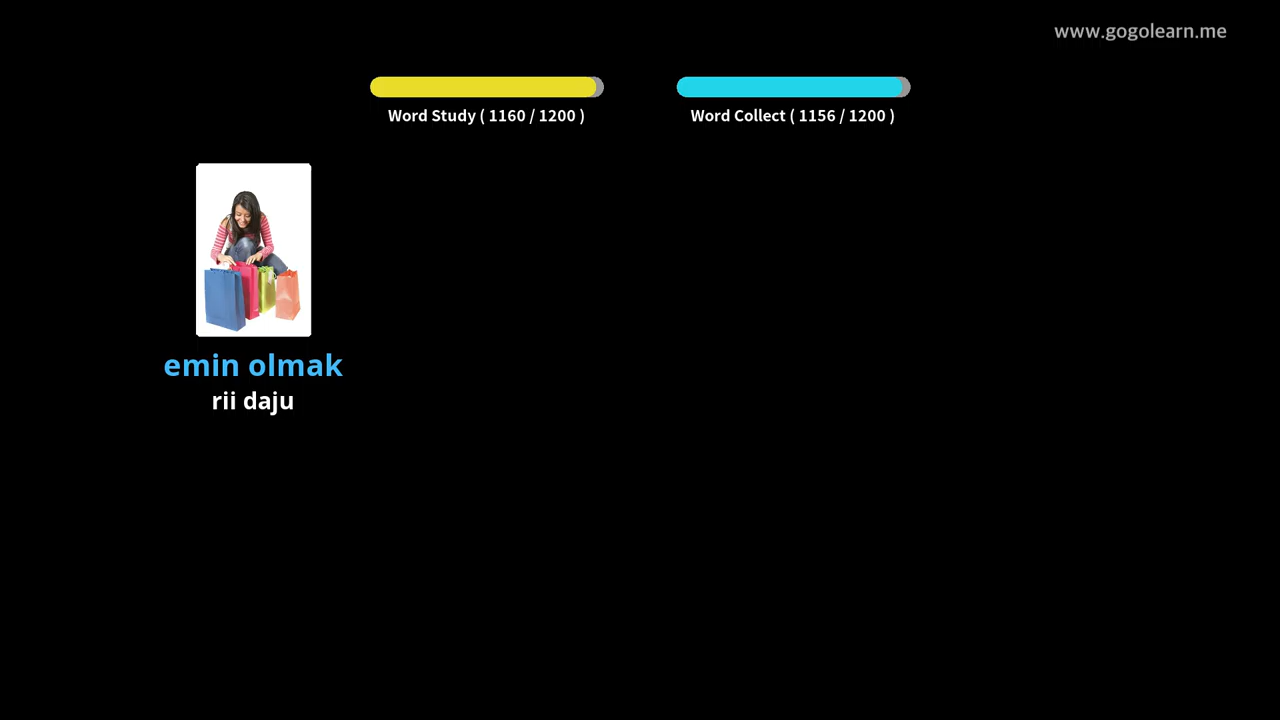 www.gogolearn.me
Word Study ( 1160 / 1200 )
Word Collect ( 1156 / 1200 )
emin olmak
rii daju